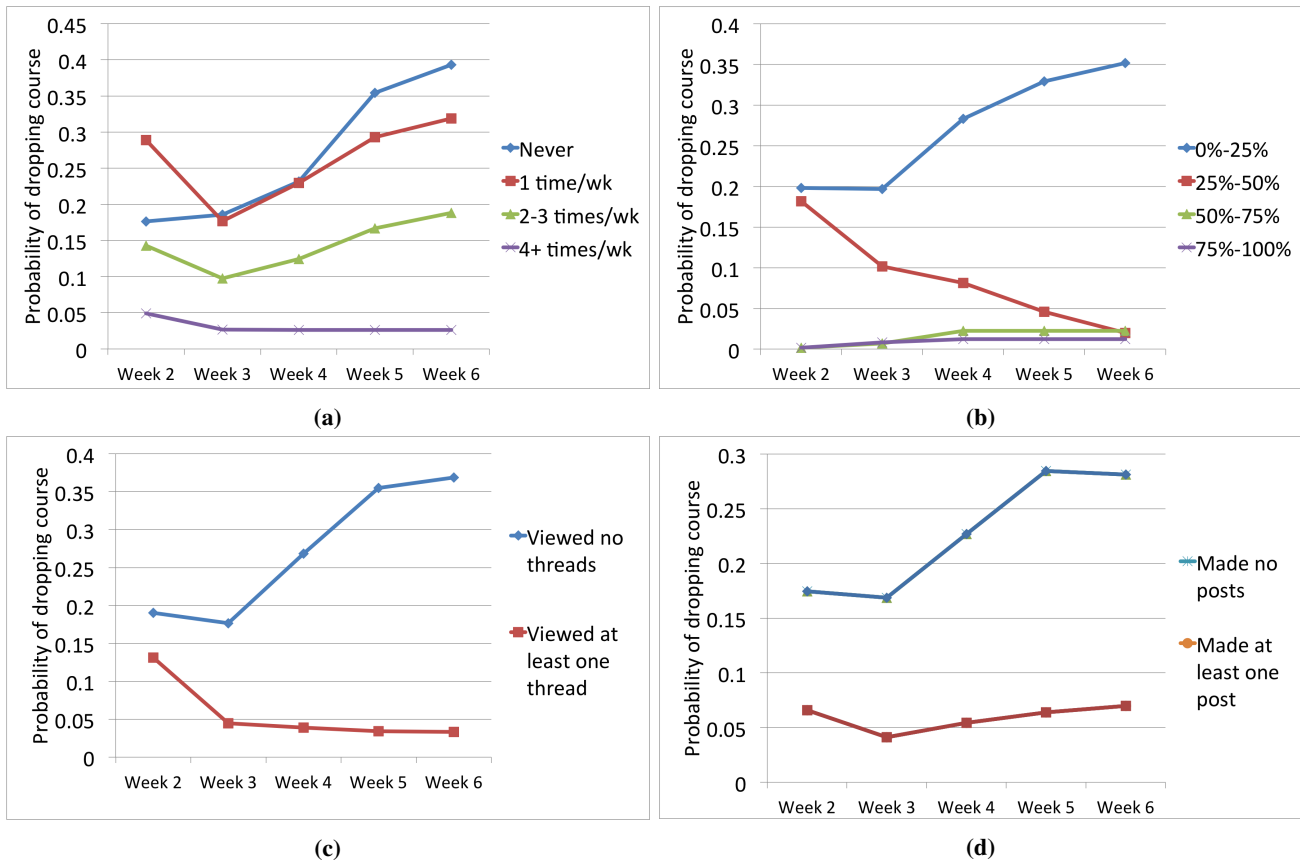 Probability of dropping course
0.45
0.4
0.35
0.3
0.25
0.2
0.15
0.1
0.05
0
Week 2 Week 3 Week 4 Week 5 Week 6
Never
1 time/wk
2-3 times/wk
4+ times/wk
(a)
Probability of dropping course
0.4
0.35
0.3
0.25
0.2
0.15
0.1
0.05
0
Week 2 Week 3 Week 4 Week 5 Week 6
0%-25%
25%-50%
50%-75%
75%-100%
(b)
Probability of dropping course
0.4
0.35
0.3
0.25
0.2
0.15
0.1
0.05
0
Week 2 Week 3 Week 4 Week 5 Week 6
Viewed no
threads
Viewed at
least one
thread
(c)
Probability of dropping course
0.3
0.25
0.2
0.15
0.1
0.05
0
Week 2 Week 3 Week 4 Week 5 Week 6
Made no
posts
Made at
least one
post
(d)